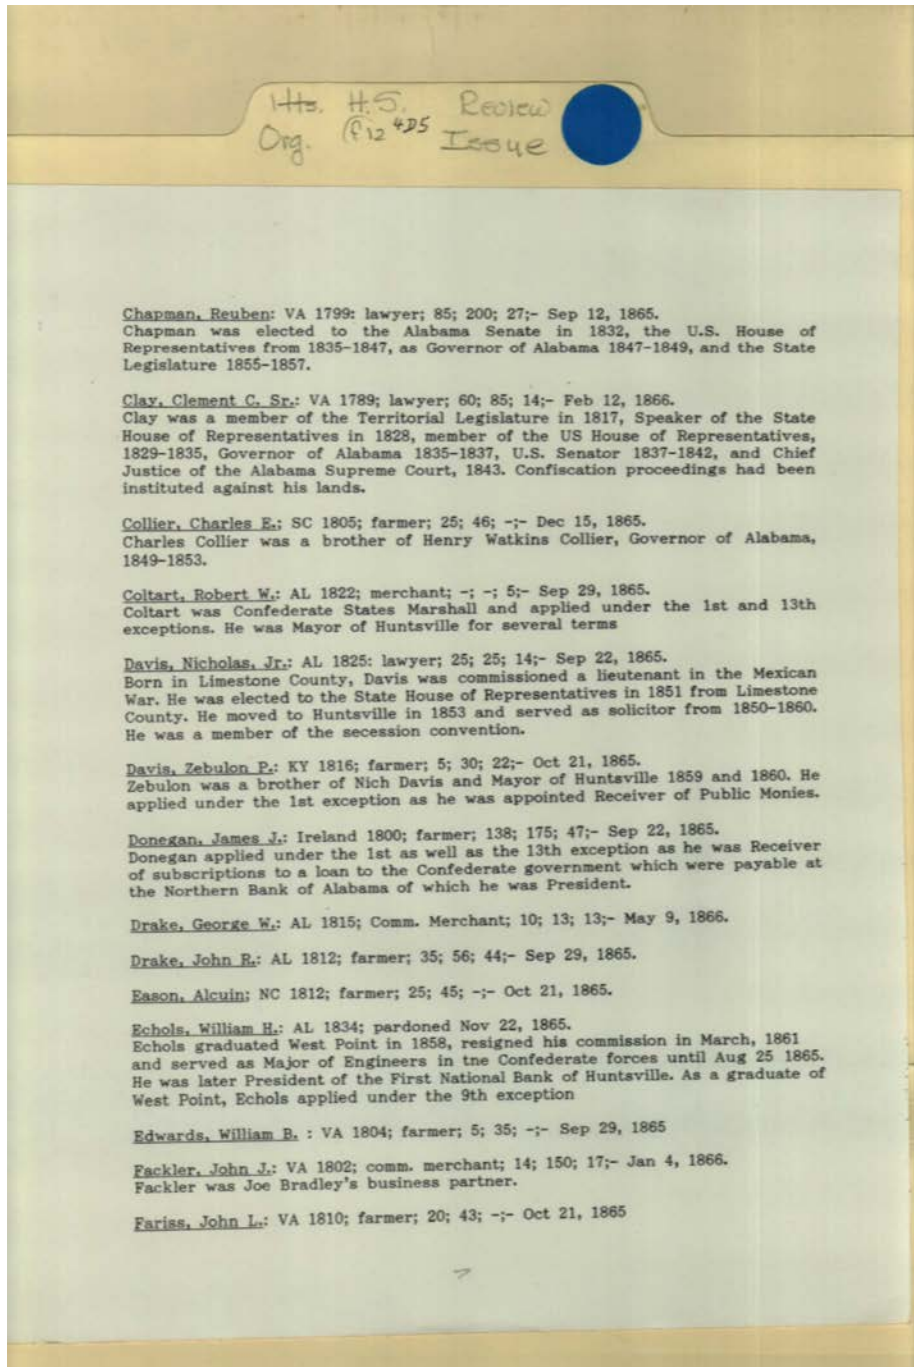 Hs. H.S. Review
Org. f12 4D5 Issue
Chapman, Reuben: VA 1799: lawyer; 85; 200; 27;- Sep 12, 1865.
Chapman was elected to the Alabama Senate in 1832, the U.S. House of
Representatives from 1835-1847, as Governor of Alabama 1847-1849, and the State
Legislature 1855-1857.
Clay, Clement C. Sr.: VA 1789; lawyer; 60; 85; 14;- Feb 12, 1866.
Clay was a member of the Territorial Legislature in 1817, Speaker of the State
House of Representatives in 1828, member of the US House of Representatives,
1829-1835, Governor of Alabama 1835-1837, U.S. Senator 1837-1842, and Chief
Justice of the Alabama Supreme Court, 1843. Confiscation proceedings had been
instituted against his lands.
Collier, Charles E.; SC 1805; farmer; 25; 46; -;- Dec 15, 1865.
Charles Collier was a brother of Henry Watkins Collier, Governor of Alabama,
1849-1853.
Coltart, Robert W.: AL 1822; merchant; -; -; 5;- Sep 29, 1865.
Coltart was Confederate States Marshall and applied under the 1st and 13th
exceptions. He was Mayor of Huntsville for several terms
Davis, Nicholas, Jr.: AL 1825: lawyer; 25; 25; 14;- Sep 22, 1865.
Born in Limestone County, Davis was commissioned a lieutenant in the Mexican
War. He was elected to the State House of Representatives in 1851 from Limestone
County. He moved to Huntsville in 1853 and served as solicitor from 1850-1860.
He was a member of the secession convention.
Davis, Zebulon P.: KY 1816; farmer; 5; 30; 22;- Oct 21, 1865.
Zebulon was a brother of Nich Davis and Mayor of Huntsville 1859 and 1860. He
applied under the 1st exception as he was appointed Receiver of Public Monies.
Donegan, James J.: Ireland 1800; farmer; 138; 175; 47;- Sep 22, 1865.
Donegan applied under the 1st as well as the 13th exception as he was Receiver
of subscriptions to a loan to the Confederate government which were payable at
the Northern Bank of Alabama of which he was President.
Drake, George W.: AL 1815; Comm. Merchant; 10; 13; 13;- May 9, 1866.
Drake, John R.: AL 1812; farmer; 35; 56; 44;- Sep 29, 1865.
Eason, Alcuin; NC 1812; farmer; 25; 45; -;- Oct 21, 1865.
Echols, William H.: AL 1834; pardoned Nov 22, 1865.
Echols graduated West Point in 1858, resigned his commission in March, 1861
and served as Major of Engineers in tne Confederate forces until Aug 25 1865.
He was later President of the First National Bank of Huntsville. As a graduate of
West Point, Echols applied under the 9th exception
Edwards, William B. : VA 1804; farmer; 5; 35; -;- Sep 29, 1865
Fackler, John J.: VA 1802; comm. merchant; 14; 150; 17;- Jan 4, 1866.
Fackler was Joe Bradley's business partner.
Fariss, John L.: VA 1810; farmer; 20; 43; -;- Oct 21, 1865
7